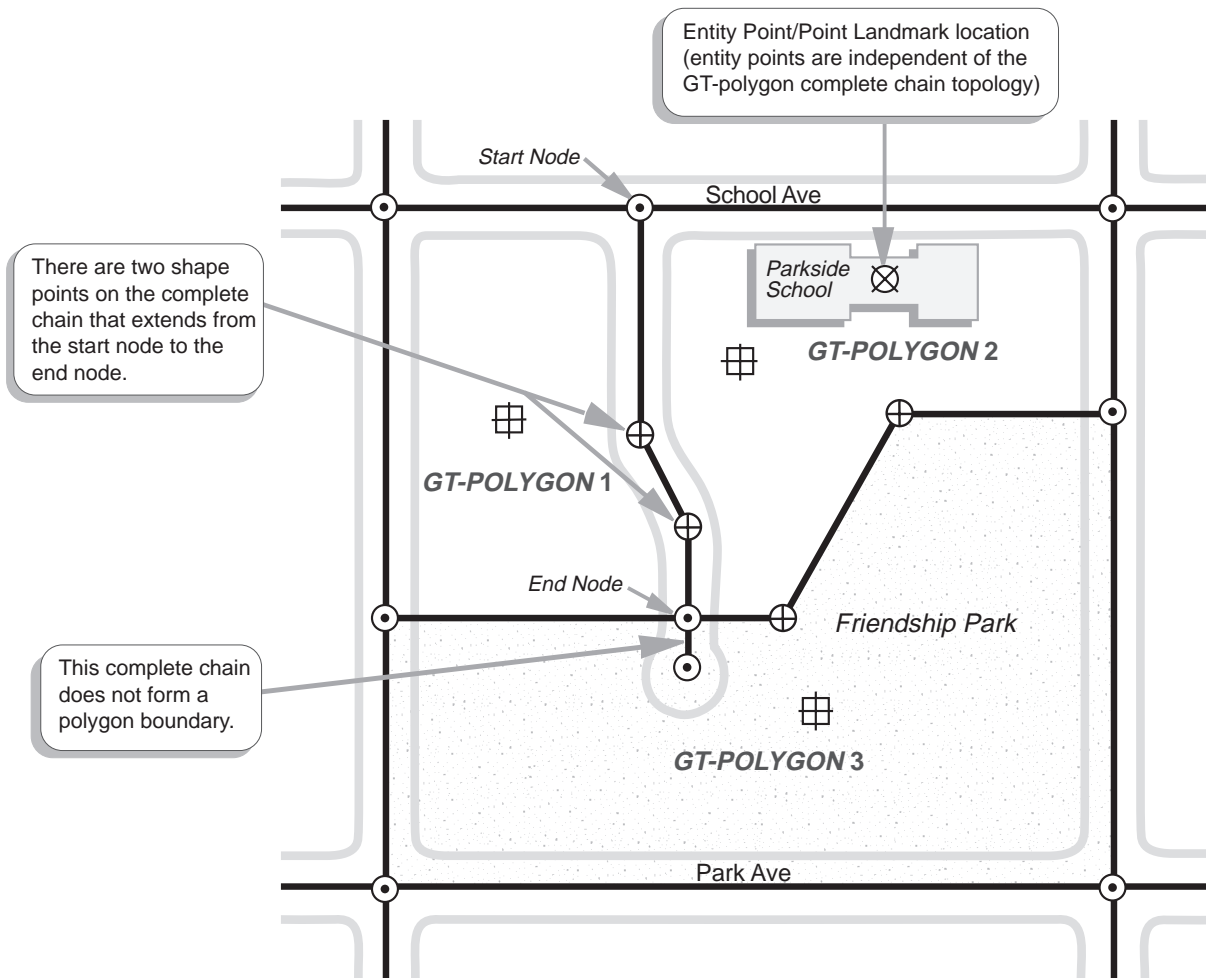 Entity Point/Point Landmark location
(entity points are independent of the
GT-polygon complete chain topology)
Start Node
School Ave
There are two shape
points on the complete
chain that extends from
the start node to the
end node.
Parkside
School
GT-POLYGON 2
GT-POLYGON 1
End Node
Friendship Park
This complete chain
does not form a
polygon boundary.
GT-POLYGON 3
Park Ave